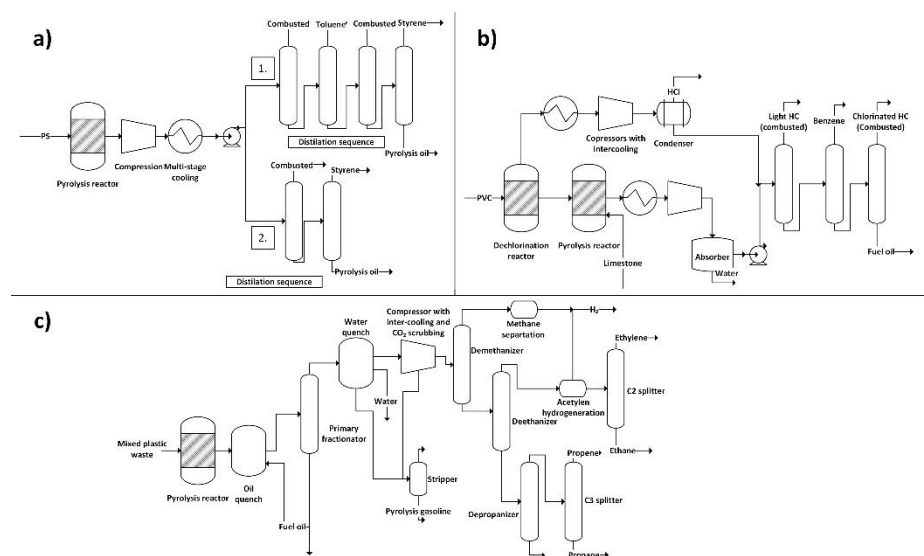 a)
Combusted
Toluene*
Combusted
Styrene
1.
PS
Compression
Multi-stage
cooling
Pyrolysis reactor
Distilation sequence
Pyrolysis oil
Combusted
Styrene
2.
Pyrolysis oil
Distilation sequence
b)
HCl
Copressors with
intercooling
Condenser
Light HC
(combusted)
Benzene
Chlorinated HC
(Combusted)
PVC
Dechlorination
reactor
Pyrolysis reactor
Limestone
Absorber
Water
Fuel oil
c)
Water
quench
Compressor with
inter-cooling and
CO₂ scrubbing
Methane
separtation
H₂
Demethanizer
Ethylene
Water
Acetylen
hydrogeneration
C2 splitter
Primary
fractionator
Deethanizer
Mixed plastic
waste
Ethane
Propene
Pyrolysis reactor
Oil
quench
Stripper
Pyrolysis gasoline
C3 splitter
Depropanizer
Fuel oil
Propane